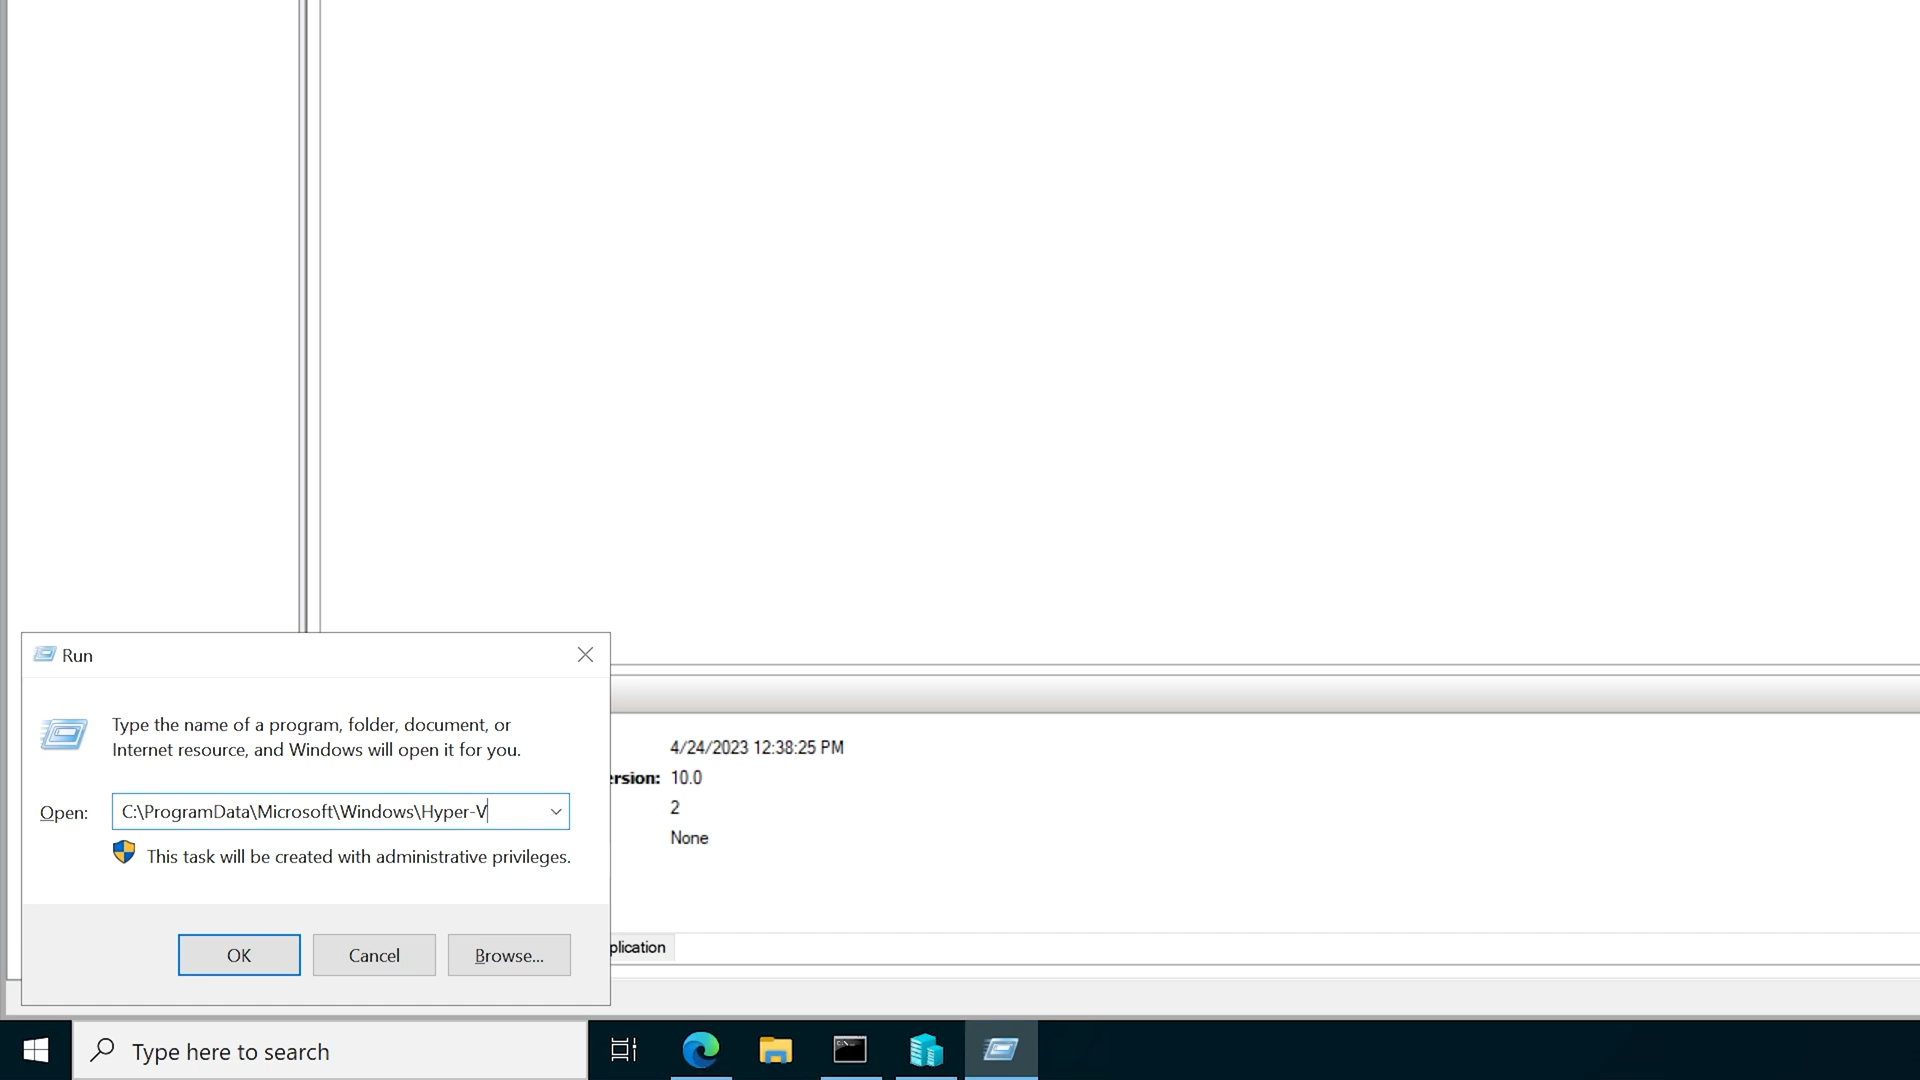 Run
Type the name of a program, folder, document, or
Internet resource, and Windows will open it for you.
Open: C:\ProgramData\Microsoft\Windows\Hyper-V
This task will be created with administrative privileges.
OK Cancel Browse...
4/24/2023 12:38:25 PM
ersion: 10.0
2
None
plication
Type here to search